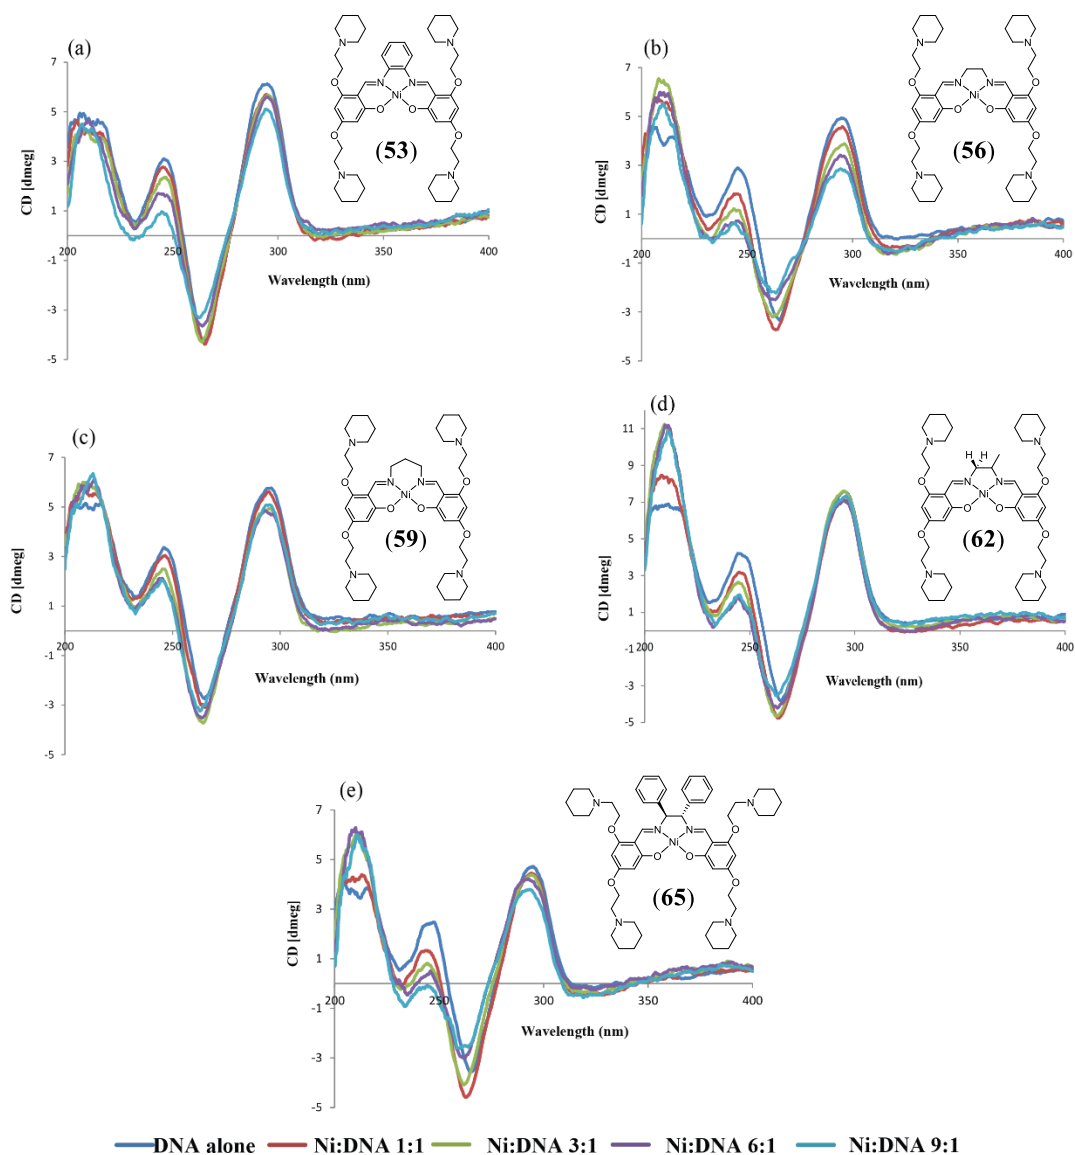 (a)
7
5
3
1
-1
-3
-5
200
250
300
350
400
CD [dmeg]
Wavelength (nm)
N
N
O
O
N
N
Ni
O
O
O
O
N
N
(53)
(b)
7
5
3
1
-1
-3
-5
200
250
300
350
400
CD [dmeg]
Wavelength (nm)
N
N
O
O
N
N
Ni
O
O
O
O
N
N
(56)
(c)
7
5
3
1
-1
-3
-5
200
250
300
350
400
CD [dmeg]
Wavelength (nm)
N
N
O
O
N
N
Ni
O
O
O
O
N
N
(59)
(d)
11
9
7
5
3
1
-1
-3
-5
200
250
300
350
400
CD [dmeg]
Wavelength (nm)
N
N
H
H
O
O
N
N
Ni
O
O
O
O
N
N
(62)
(e)
7
5
3
1
-1
-3
-5
200
250
300
350
400
CD [dmeg]
Wavelength (nm)
N
N
O
O
N
N
Ni
O
O
O
O
N
N
(65)
DNA alone Ni:DNA 1:1 Ni:DNA 3:1 Ni:DNA 6:1 Ni:DNA 9:1